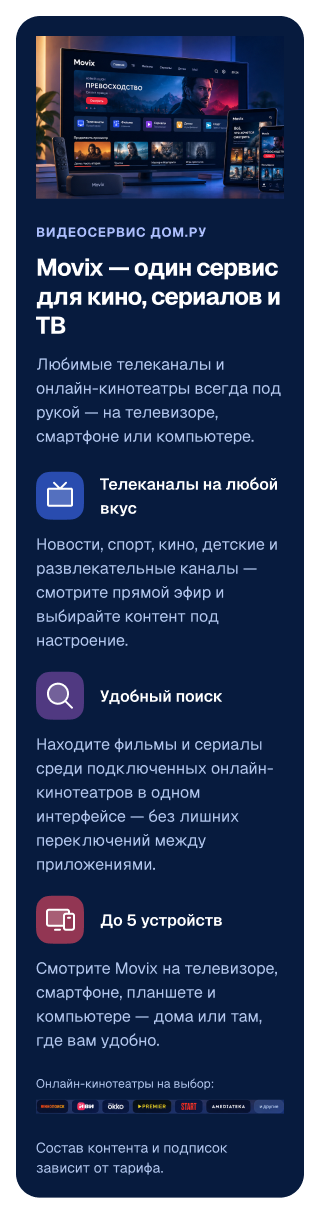 Movix
ПРЕВОСХОДСТВО
ВИДЕОСЕРВИС ДОМ.РУ
Movix — один сервис
для кино, сериалов и
ТВ
Любимые телеканалы и
онлайн-кинотеатры всегда под
рукой — на телевизоре,
смартфоне или компьютере.
Телеканалы на любой
вкус
Новости, спорт, кино, детские и
развлекательные каналы —
смотрите прямой эфир и
выбирайте контент под
настроение.
Удобный поиск
Находите фильмы и сериалы
среди подключенных онлайн-
кинотеатров в одном
интерфейсе — без лишних
переключений между
приложениями.
До 5 устройств
Смотрите Movix на телевизоре,
смартфоне, планшете и
компьютере — дома или там,
где вам удобно.
Онлайн-кинотеатры на выбор:
КИНОПОИСК ИВИ okko PREMIER START AMEDIATEKA и другие
Состав контента и подписок
зависит от тарифа.